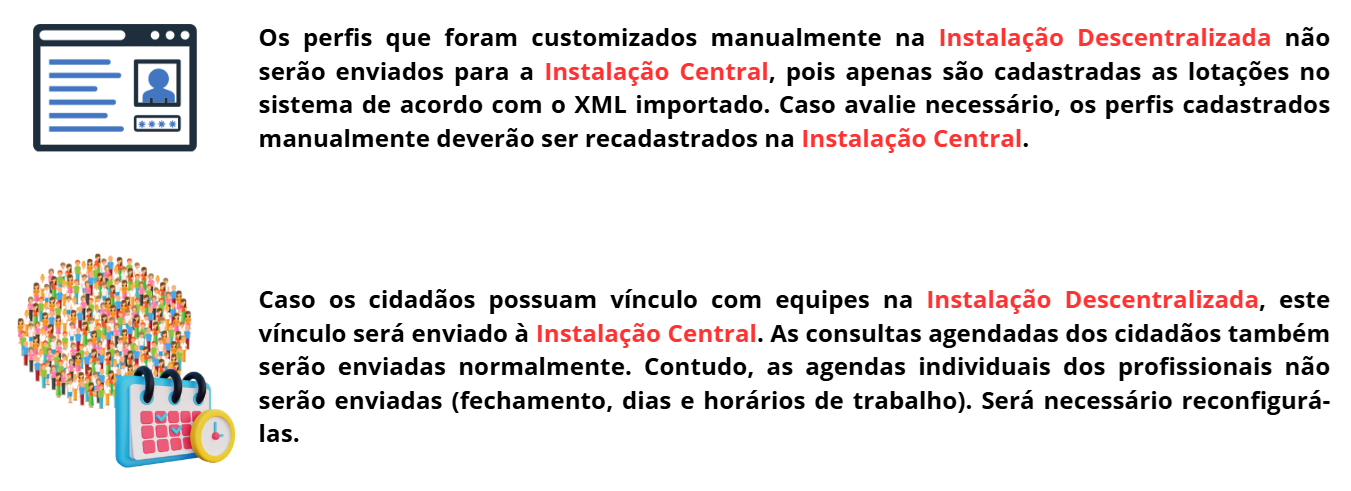 Os perfis que foram customizados manualmente na Instalação Descentralizada não
serão enviados para a Instalação Central, pois apenas são cadastradas as lotações no
sistema de acordo com o XML importado. Caso avalie necessário, os perfis cadastrados
manualmente deverão ser recadastrados na Instalação Central.
Caso os cidadãos possuam vínculo com equipes na Instalação Descentralizada, este
vínculo será enviado à Instalação Central. As consultas agendadas dos cidadãos também
serão enviadas normalmente. Contudo, as agendas individuais dos profissionais não
serão enviadas (fechamento, dias e horários de trabalho). Será necessário reconfigurá-
las.